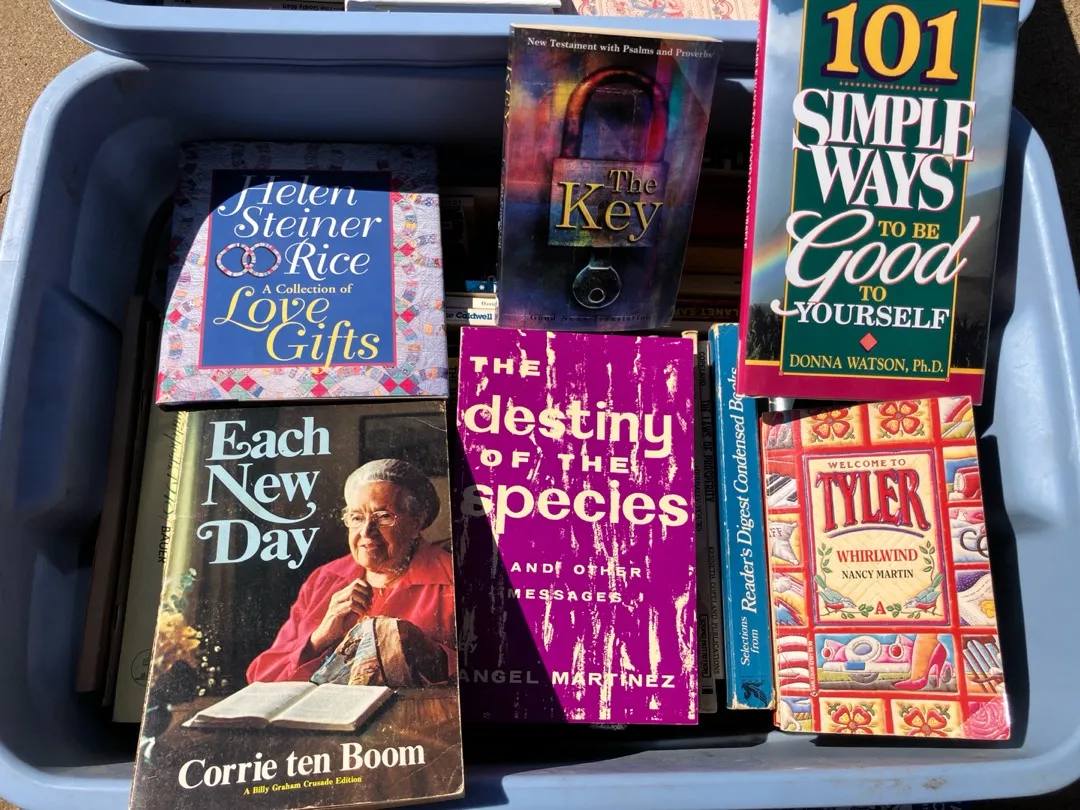 New Testament with Psalms and Proverbs
The
Key
101
SIMPLE
WAYS
TO BE
Good
TO
YOURSELF
DONNA WATSON, Ph.D.
Helen
Steiner
Rice
A Collection of
Love
Gifts
David
Caldwell
THE
destiny
OF THE
species
AND OTHER
MESSAGES
ANGEL MARTINEZ
Each
New
Day
Corrie ten Boom
A Billy Graham Crusade Edition
BAUER
Selections
from
Reader's Digest Condensed Books
WELCOME TO
TYLER
WHIRLWIND
NANCY MARTIN